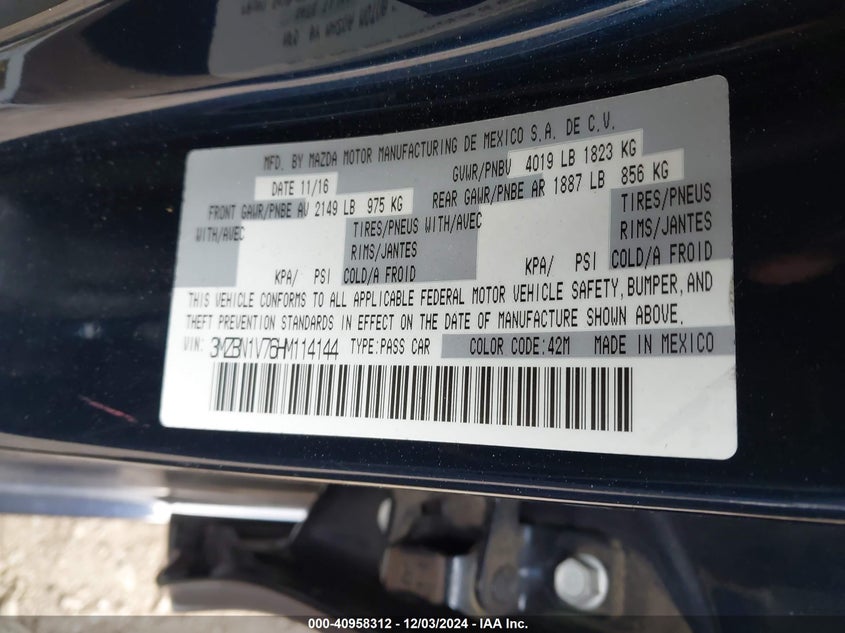 MFD. BY MAZDA MOTOR MANUFACTURING DE MEXICO S.A. DE C.V.
DATE 11/16 GVWR/PNBV 4019 LB 1823 KG
FRONT GAWR/PNBE AV 2149 LB 975 KG REAR GAWR/PNBE AR 1887 LB 856 KG
WITH/AVEC TIRES/PNEUS WITH/AVEC TIRES/PNEUS
RIMS/JANTES RIMS/JANTES
KPA/ PSI COLD/A FROID KPA/ PSI COLD/A FROID
THIS VEHICLE CONFORMS TO ALL APPLICABLE FEDERAL MOTOR VEHICLE SAFETY, BUMPER, AND
THEFT PREVENTION STANDARDS IN EFFECT ON THE DATE OF MANUFACTURE SHOWN ABOVE.
VIN: 3MZBN1V76HM114144 TYPE:PASS CAR COLOR CODE:42M MADE IN MEXICO
000-40958312 - 12/03/2024 - IAA Inc.